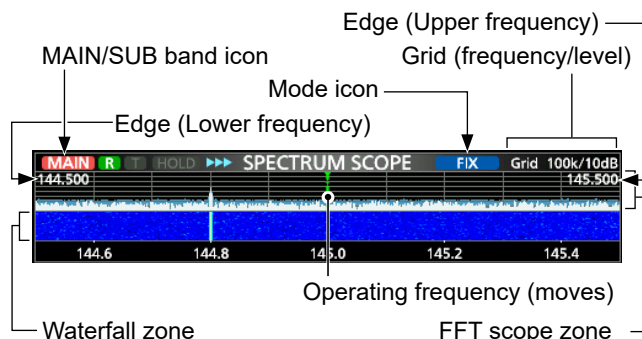 Edge (Upper frequency)
MAIN/SUB band icon
Grid (frequency/level)
Mode icon
Edge (Lower frequency)
MAIN R T HOLD SPECTRUM SCOPE FIX Grid 100k/10dB
144.500 145.500
144.6 144.8 145.0 145.2 145.4
Operating frequency (moves)
Waterfall zone
FFT scope zone